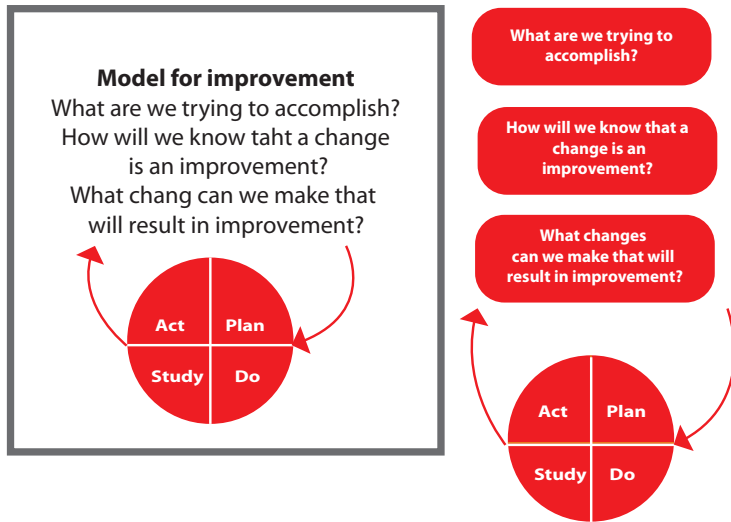 Model for improvement
What are we trying to accomplish?
How will we know taht a change
is an improvement?
What chang can we make that
will result in improvement?
Act
Plan
Study
Do
What are we trying to
accomplish?
How will we know that a
change is an
improvement?
What changes
can we make that will
result in improvement?
Act
Plan
Study
Do